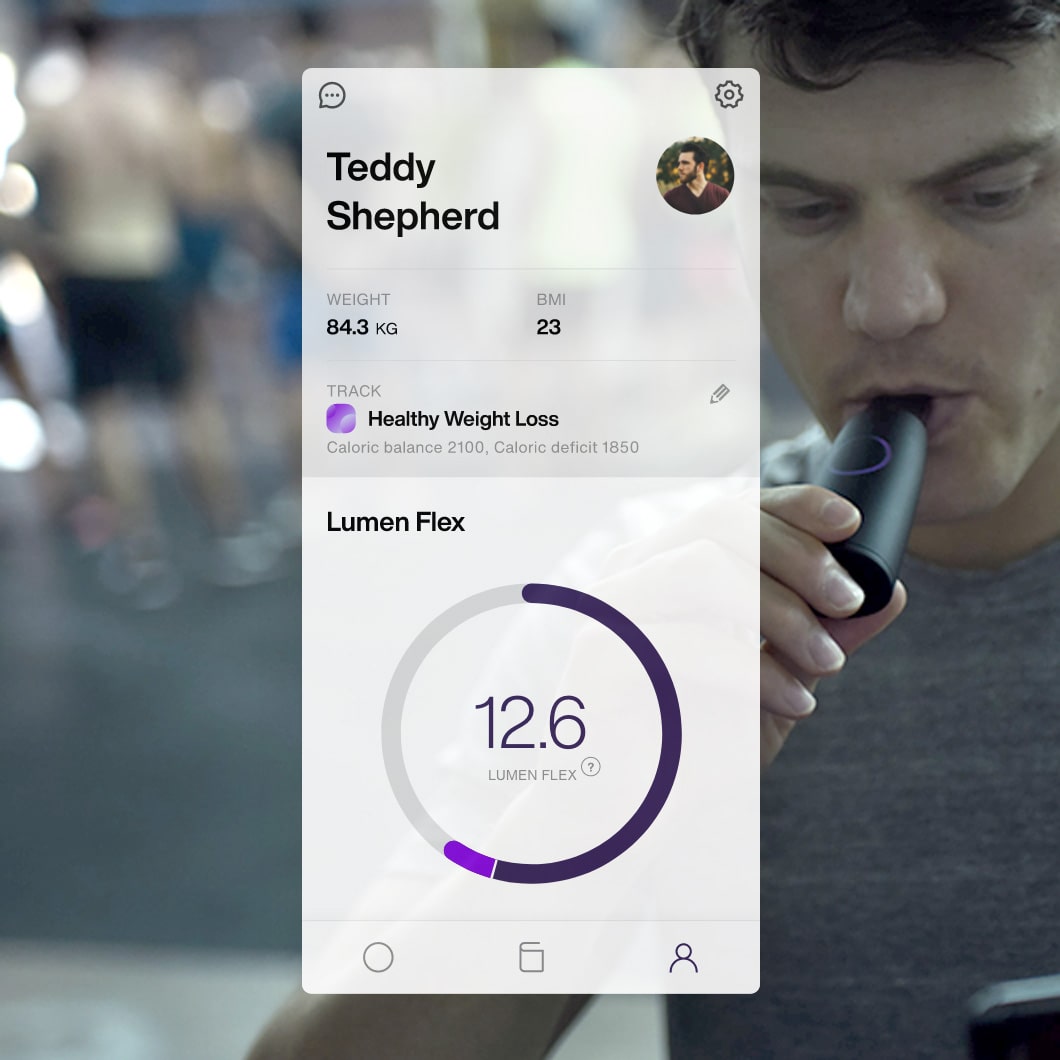 Teddy
Shepherd
WEIGHT
BMI
84.3 KG
23
TRACK
Healthy Weight Loss
Caloric balance 2100, Caloric deficit 1850
Lumen Flex
12.6
LUMEN FLEX ?